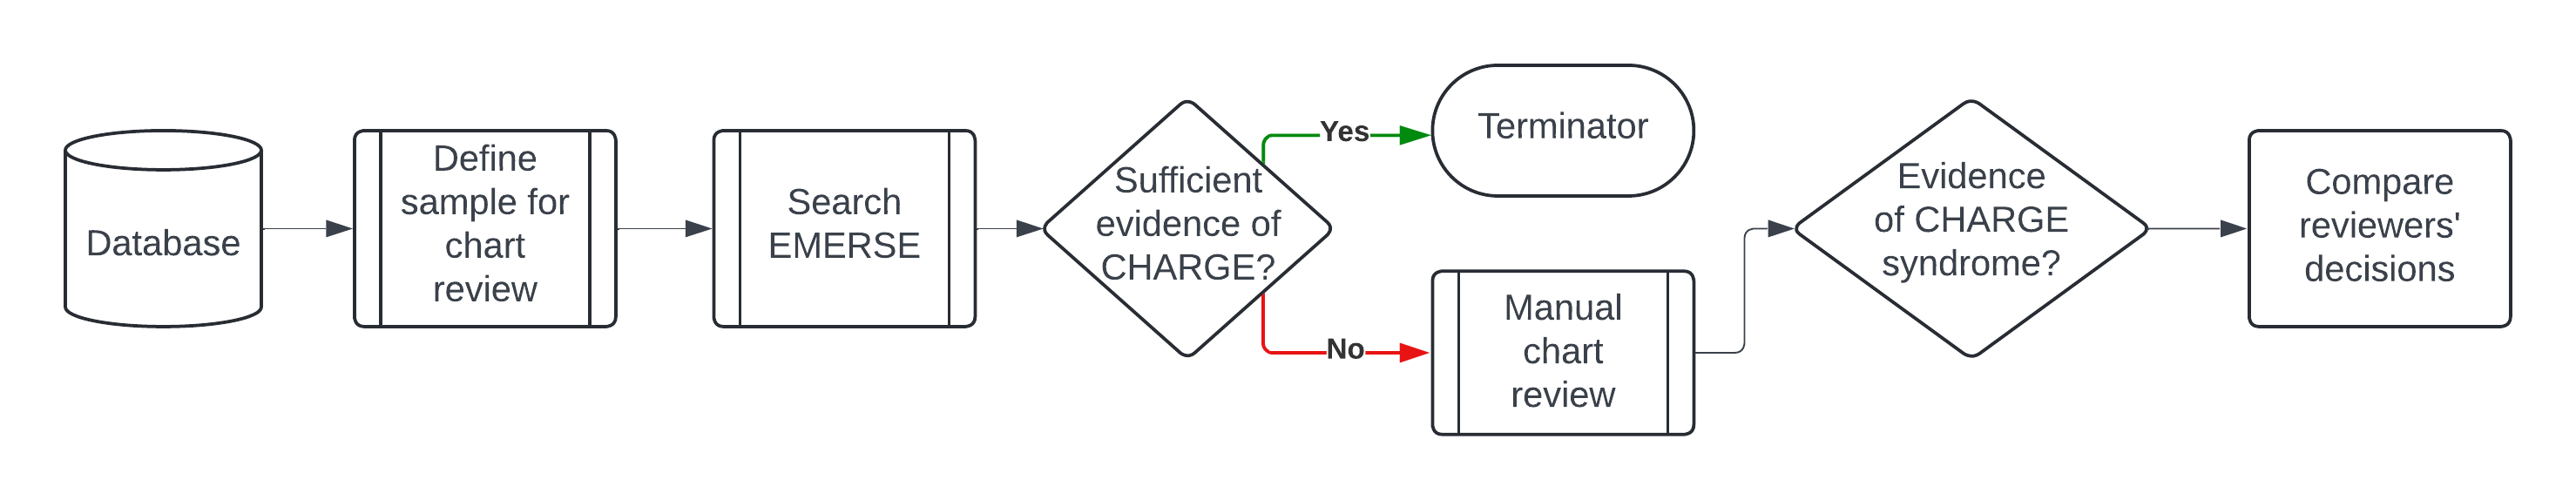 Database
Define
sample for
chart
review
Search
EMERSE
Sufficient
evidence of
CHARGE?
Yes
Terminator
No
Manual
chart
review
Evidence
of CHARGE
syndrome?
Compare
reviewers'
decisions